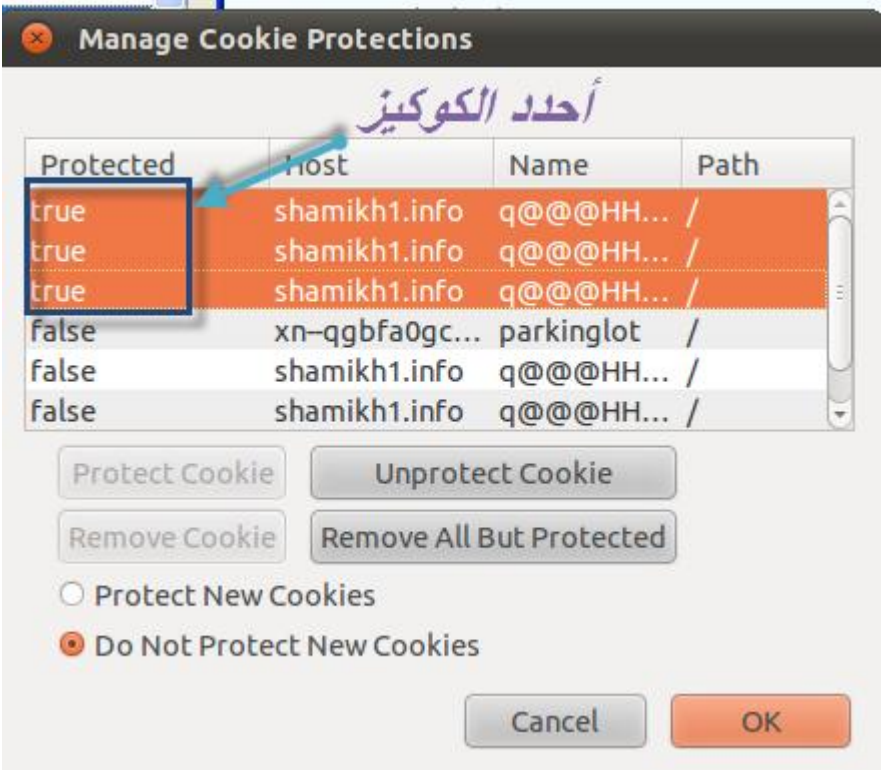 Manage Cookie Protections
أحدد الكوكيز
Protected Host Name Path
true shamikh1.info q@@@HH... /
true shamikh1.info q@@@HH... /
true shamikh1.info q@@@HH... /
false xn--qgbfa0gc... parkinglot /
false shamikh1.info q@@@HH... /
false shamikh1.info q@@@HH... /
Protect Cookie Unprotect Cookie
Remove Cookie Remove All But Protected
Protect New Cookies
Do Not Protect New Cookies
Cancel OK